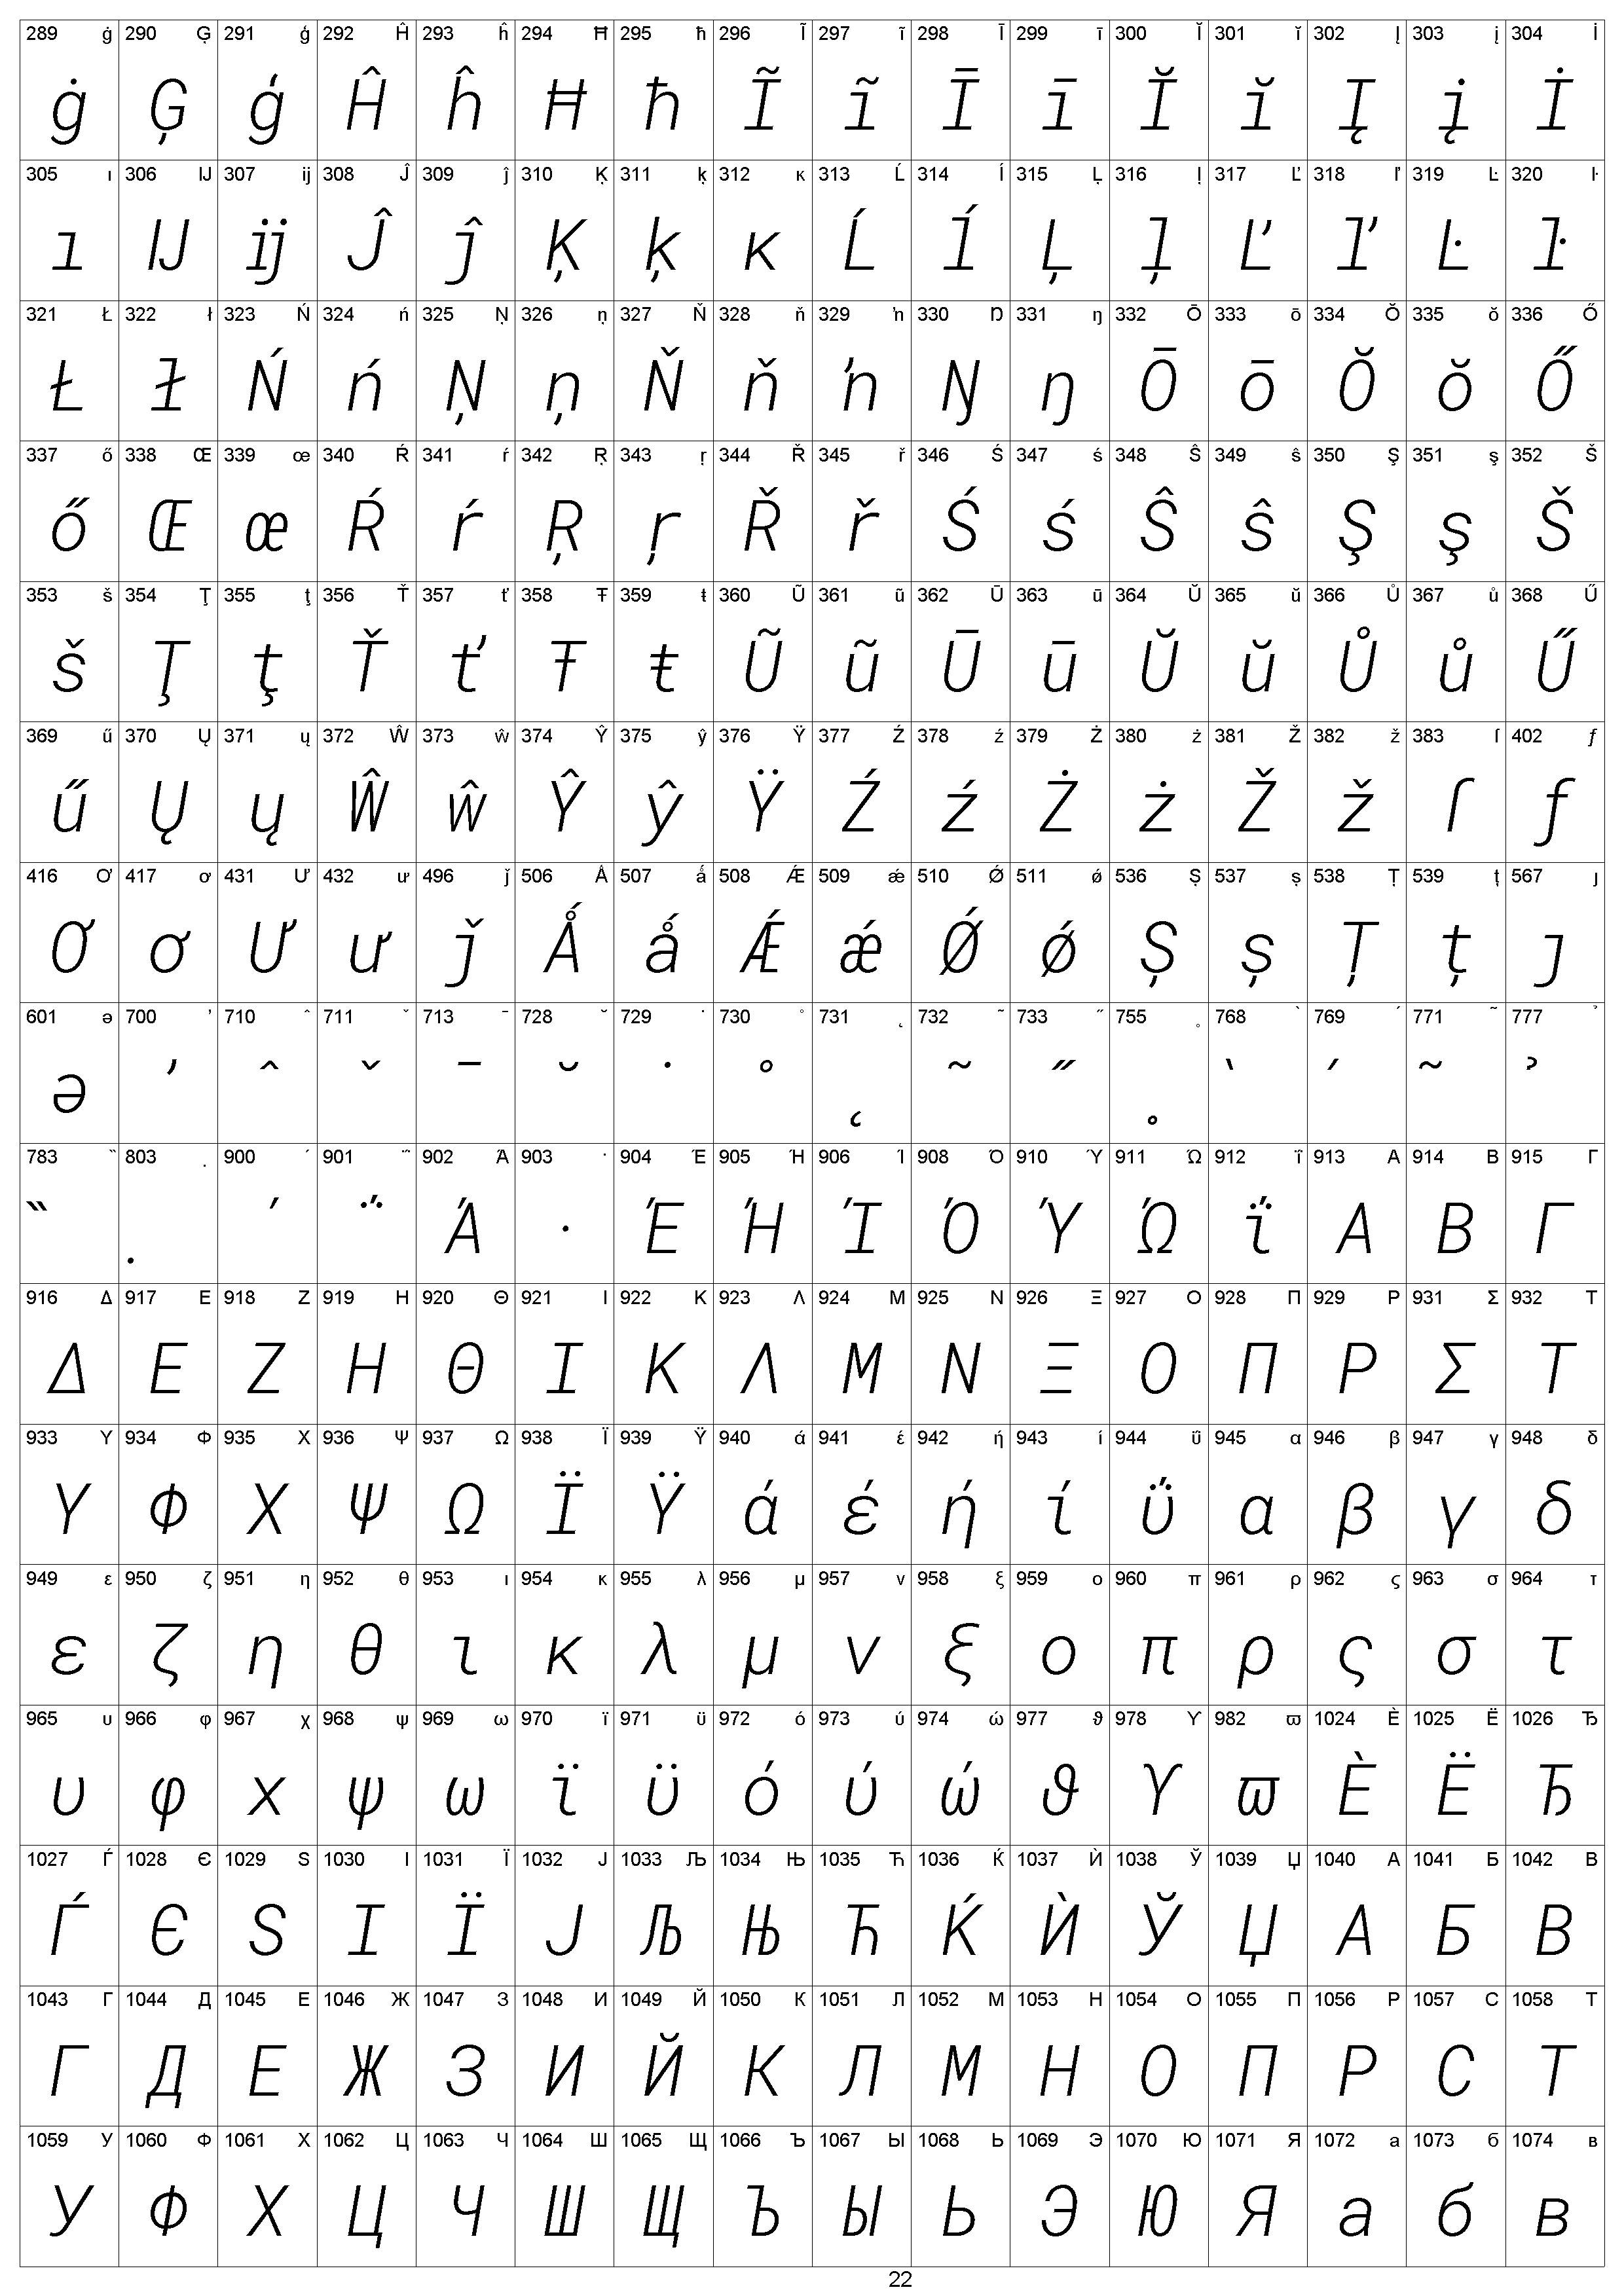 289 ġ 290 Ģ 291 ģ 292 Ĥ 293 ĥ 294 Ħ 295 ħ 296 Ĩ 297 ĩ 298 Ī 299 ī 300 Ĭ 301 ĭ 302 Į 303 į 304 İ
ġ Ģ ģ Ĥ ĥ Ħ ħ Ĩ ĩ Ī ī Ĭ ĭ Į į İ
305 ı 306 Ĳ 307 ĳ 308 Ĵ 309 ĵ 310 Ķ 311 ķ 312 ĸ 313 Ĺ 314 ĺ 315 Ļ 316 ļ 317 Ľ 318 ľ 319 Ŀ 320 ŀ
ı Ĳ ĳ Ĵ ĵ Ķ ķ ĸ Ĺ ĺ Ļ ļ Ľ ľ Ŀ ŀ
321 Ł 322 ł 323 Ń 324 ń 325 Ņ 326 ņ 327 Ň 328 ň 329 ŉ 330 Ŋ 331 ŋ 332 Ō 333 ō 334 Ŏ 335 ŏ 336 Ő
Ł ł Ń ń Ņ ņ Ň ň ŉ Ŋ ŋ Ō ō Ŏ ŏ Ő
337 ő 338 Œ 339 œ 340 Ŕ 341 ŕ 342 Ŗ 343 ŗ 344 Ř 345 ř 346 Ś 347 ś 348 Ŝ 349 ŝ 350 Ş 351 ş 352 Š
ő Œ œ Ŕ ŕ Ŗ ŗ Ř ř Ś ś Ŝ ŝ Ş ş Š
353 š 354 Ţ 355 ţ 356 Ť 357 ť 358 Ŧ 359 ŧ 360 Ũ 361 ũ 362 Ū 363 ū 364 Ŭ 365 ŭ 366 Ů 367 ů 368 Ű
š Ţ ţ Ť ť Ŧ ŧ Ũ ũ Ū ū Ŭ ŭ Ů ů Ű
369 ű 370 Ų 371 ų 372 Ŵ 373 ŵ 374 Ŷ 375 ŷ 376 Ÿ 377 Ź 378 ź 379 Ż 380 ż 381 Ž 382 ž 383 ſ 402 ƒ
ű Ų ų Ŵ ŵ Ŷ ŷ Ÿ Ź ź Ż ż Ž ž ſ ƒ
416 Ơ 417 ơ 431 Ư 432 ư 496 ǰ 506 Ǻ 507 ǻ 508 Ǽ 509 ǽ 510 Ǿ 511 ǿ 536 Ș 537 ș 538 Ț 539 ț 567 ȷ
Ơ ơ Ư ư ǰ Ǻ ǻ Ǽ ǽ Ǿ ǿ Ș ș Ț ț ȷ
601 ə 700 ʼ 710 ˆ 711 ˇ 713 ˉ 728 ˘ 729 ˙ 730 ˚ 731 ˛ 732 ˜ 733 ˝ 755 ˳ 768 ̀ 769 ́ 771 ̃ 777 ̉
ə ʼ ˆ ˇ ˉ ˘ ˙ ˚ ˛ ˜ ˝ ˳ ̀ ́ ̃ ̉
783 ̏ 803 ̣ 900 ΄ 901 ΅ 902 Ά 903 · 904 Έ 905 Ή 906 Ί 908 Ό 910 Ύ 911 Ώ 912 ΐ 913 Α 914 Β 915 Γ
̏ ̣ ΄ ΅ Ά · Έ Ή Ί Ό Ύ Ώ ΐ Α Β Γ
916 Δ 917 Ε 918 Ζ 919 Η 920 Θ 921 Ι 922 Κ 923 Λ 924 Μ 925 Ν 926 Ξ 927 Ο 928 Π 929 Ρ 931 Σ 932 Τ
Δ Ε Ζ Η Θ Ι Κ Λ Μ Ν Ξ Ο Π Ρ Σ Τ
933 Υ 934 Φ 935 Χ 936 Ψ 937 Ω 938 Ϊ 939 Ϋ 940 ά 941 έ 942 ή 943 ί 944 ΰ 945 α 946 β 947 γ 948 δ
Υ Φ Χ Ψ Ω Ϊ Ϋ ά έ ή ί ΰ α β γ δ
949 ε 950 ζ 951 η 952 θ 953 ι 954 κ 955 λ 956 μ 957 ν 958 ξ 959 ο 960 π 961 ρ 962 ς 963 σ 964 τ
ε ζ η θ ι κ λ μ ν ξ ο π ρ ς σ τ
965 υ 966 φ 967 χ 968 ψ 969 ω 970 ϊ 971 ϋ 972 ό 973 ύ 974 ώ 977 ϑ 978 ϒ 982 ϖ 1024 Ѐ 1025 Ё 1026 Ђ
υ φ χ ψ ω ϊ ϋ ό ύ ώ ϑ ϒ ϖ Ѐ Ё Ђ
1027 Ѓ 1028 Є 1029 Ѕ 1030 І 1031 Ї 1032 Ј 1033 Љ 1034 Њ 1035 Ћ 1036 Ќ 1037 Ѝ 1038 Ў 1039 Џ 1040 А 1041 Б 1042 В
Ѓ Є Ѕ І Ї Ј Љ Њ Ћ Ќ Ѝ Ў Џ А Б В
1043 Г 1044 Д 1045 Е 1046 Ж 1047 З 1048 И 1049 Й 1050 К 1051 Л 1052 М 1053 Н 1054 О 1055 П 1056 Р 1057 С 1058 Т
Г Д Е Ж З И Й К Л М Н О П Р С Т
1059 У 1060 Ф 1061 Х 1062 Ц 1063 Ч 1064 Ш 1065 Щ 1066 Ъ 1067 Ы 1068 Ь 1069 Э 1070 Ю 1071 Я 1072 а 1073 б 1074 в
У Ф Х Ц Ч Ш Щ Ъ Ы Ь Э Ю Я а б в
22